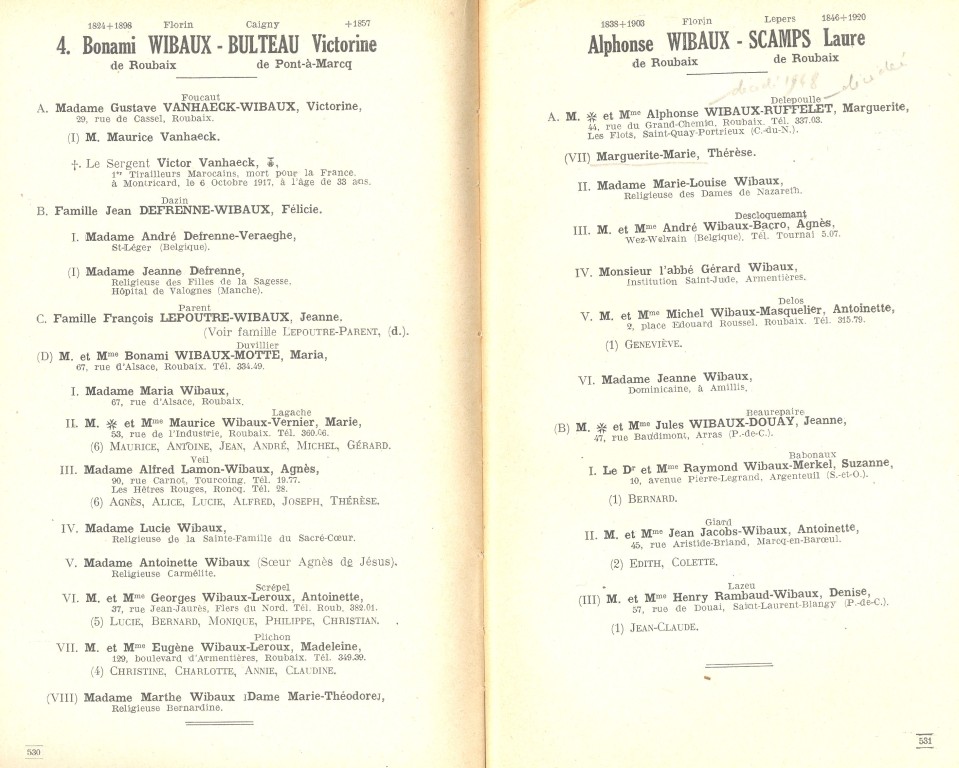 1824+1898 Florin Caigny +1857
4. Bonami WIBAUX - BULTEAU Victorine
de Roubaix de Pont-à-Marcq
Foucaut
A. Madame Gustave VANHAECK-WIBAUX, Victorine,
29, rue de Cassel, Roubaix.
(I) M. Maurice Vanhaeck.
†. Le Sergent Victor Vanhaeck,
1er Tirailleurs Marocains, mort pour la France.
à Montricard, le 6 Octobre 1917, à l'âge de 33 ans.
Dazin
B. Famille Jean DEFRENNE-WIBAUX, Félicie.
I. Madame André Defrenne-Veraeghe,
St-Léger (Belgique).
(I) Madame Jeanne Defrenne,
Religieuse des Filles de la Sagesse,
Hôpital de Valognes (Manche).
Parent
C. Famille François LEPOUTRE-WIBAUX, Jeanne.
(Voir famille LEPOUTRE-PARENT, (d.).
Duvillier
(D) M. et Mme Bonami WIBAUX-MOTTE, Maria,
67, rue d'Alsace, Roubaix. Tél. 334.49.
I. Madame Maria Wibaux,
67, rue d'Alsace, Roubaix.
Lagache
II. M. ✻ et Mme Maurice Wibaux-Vernier, Marie,
53, rue de l'Industrie, Roubaix. Tél. 360.06.
(6) MAURICE, ANTOINE, JEAN, ANDRÉ, MICHEL, GÉRARD.
Veil
III. Madame Alfred Lamon-Wibaux, Agnès,
90, rue Carnot, Tourcoing. Tél. 19.77.
Les Hêtres Rouges, Roncq. Tél. 28.
(6) AGNÈS, ALICE, LUCIE, ALFRED, JOSEPH, THÉRÈSE.
IV. Madame Lucie Wibaux,
Religieuse de la Sainte-Famille du Sacré-Cœur.
V. Madame Antoinette Wibaux (Sœur Agnès de Jésus).
Religieuse Carmélite.
Scrépel
VI. M. et Mme Georges Wibaux-Leroux, Antoinette,
37, rue Jean-Jaurès, Flers du Nord. Tél. Roub. 382.01.
(5) LUCIE, BERNARD, MONIQUE, PHILIPPE, CHRISTIAN.
Plichon
VII. M. et Mme Eugène Wibaux-Leroux, Madeleine,
129, boulevard d'Armentières, Roubaix. Tél. 349.39.
(4) CHRISTINE, CHARLOTTE, ANNIE, CLAUDINE.
(VIII) Madame Marthe Wibaux ]Dame Marie-Théodore],
Religieuse Bernardine.
530
1838+1903 Florin Lepers 1846+1920
Alphonse WIBAUX - SCAMPS Laure
de Roubaix de Roubaix
décédé 1948 décédé
Delepoulle
A. M. ✻ et Mme Alphonse WIBAUX-RUFFELET, Marguerite,
44, rue du Grand-Chemin, Roubaix. Tél. 337.03.
Les Flots, Saint-Quay-Portrieux (C.-du-N.).
(VII) Marguerite-Marie, Thérèse.
II. Madame Marie-Louise Wibaux,
Religieuse des Dames de Nazareth.
Descloquemant
III. M. et Mme André Wibaux-Baçro, Agnès,
Wez-Welvain (Belgique), Tél. Tournai 5.07.
IV. Monsieur l'abbé Gérard Wibaux,
Institution Saint-Jude, Armentières.
Delos
V. M. et Mme Michel Wibaux-Masquelier, Antoinette,
2, place Edouard Roussel, Roubaix. Tél. 315.79.
(1) GENEVIÈVE.
VI. Madame Jeanne Wibaux,
Dominicaine, à Amillis.
Beaurepaire
(B) M. ✻ et Mme Jules WIBAUX-DOUAY, Jeanne,
47, rue Baudimont, Arras (P.-de-C.).
Babonaux
I. Le Dr et Mme Raymond Wibaux-Merkel, Suzanne,
10, avenue Pierre-Legrand, Argenteuil (S.-et-O.).
(1) BERNARD.
Giard
II. M. et Mme Jean Jacobs-Wibaux, Antoinette,
45, rue Aristide-Briand, Marcq-en-Barœul.
(2) EDITH, COLETTE.
Lazeu
(III) M. et Mme Henry Rambaud-Wibaux, Denise,
57, rue de Douai, Saint-Laurent-Blangy (P.-de-C.).
(1) JEAN-CLAUDE.
531